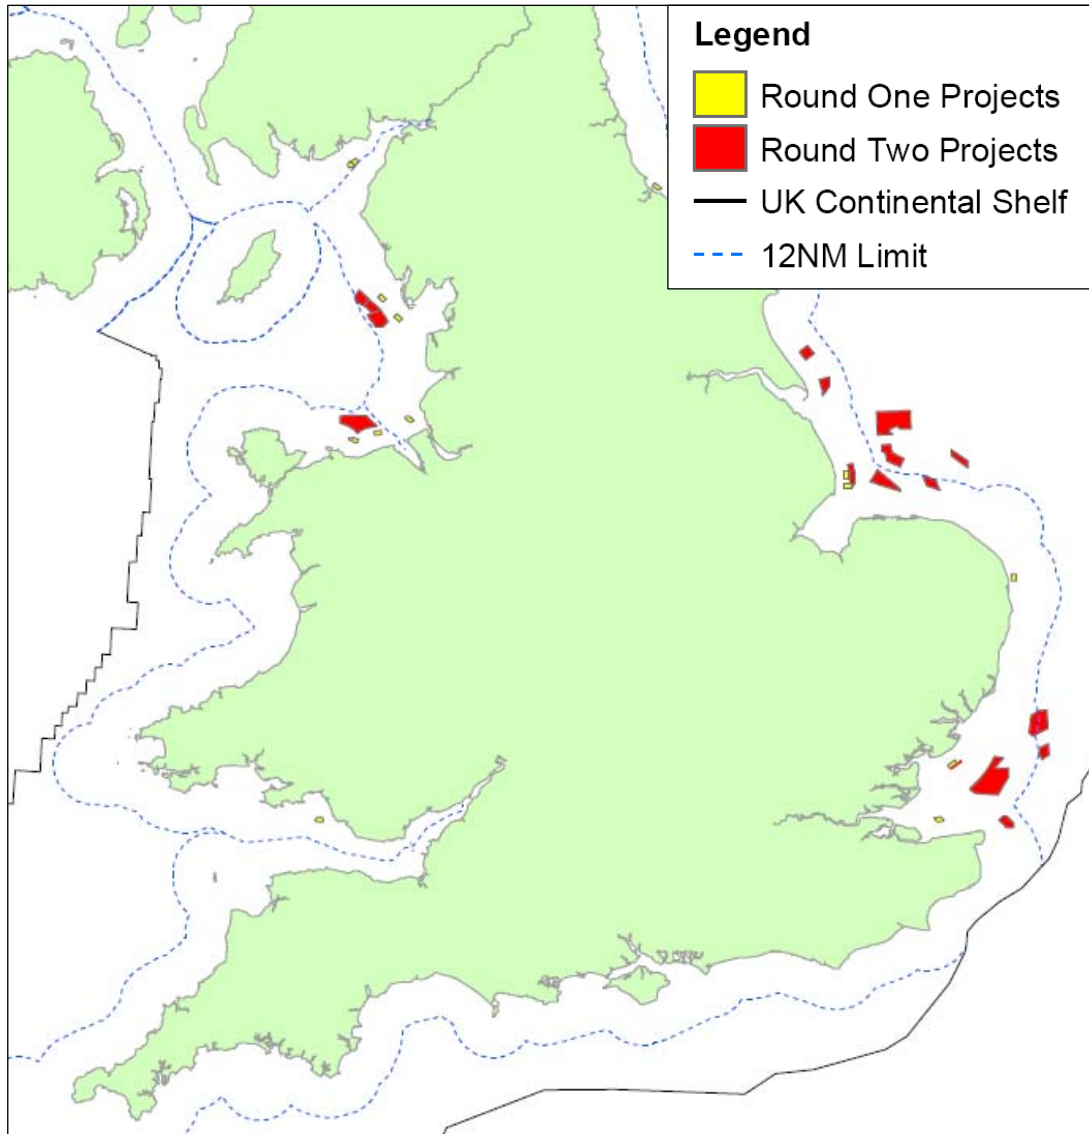 Legend
Round One Projects
Round Two Projects
UK Continental Shelf
12NM Limit